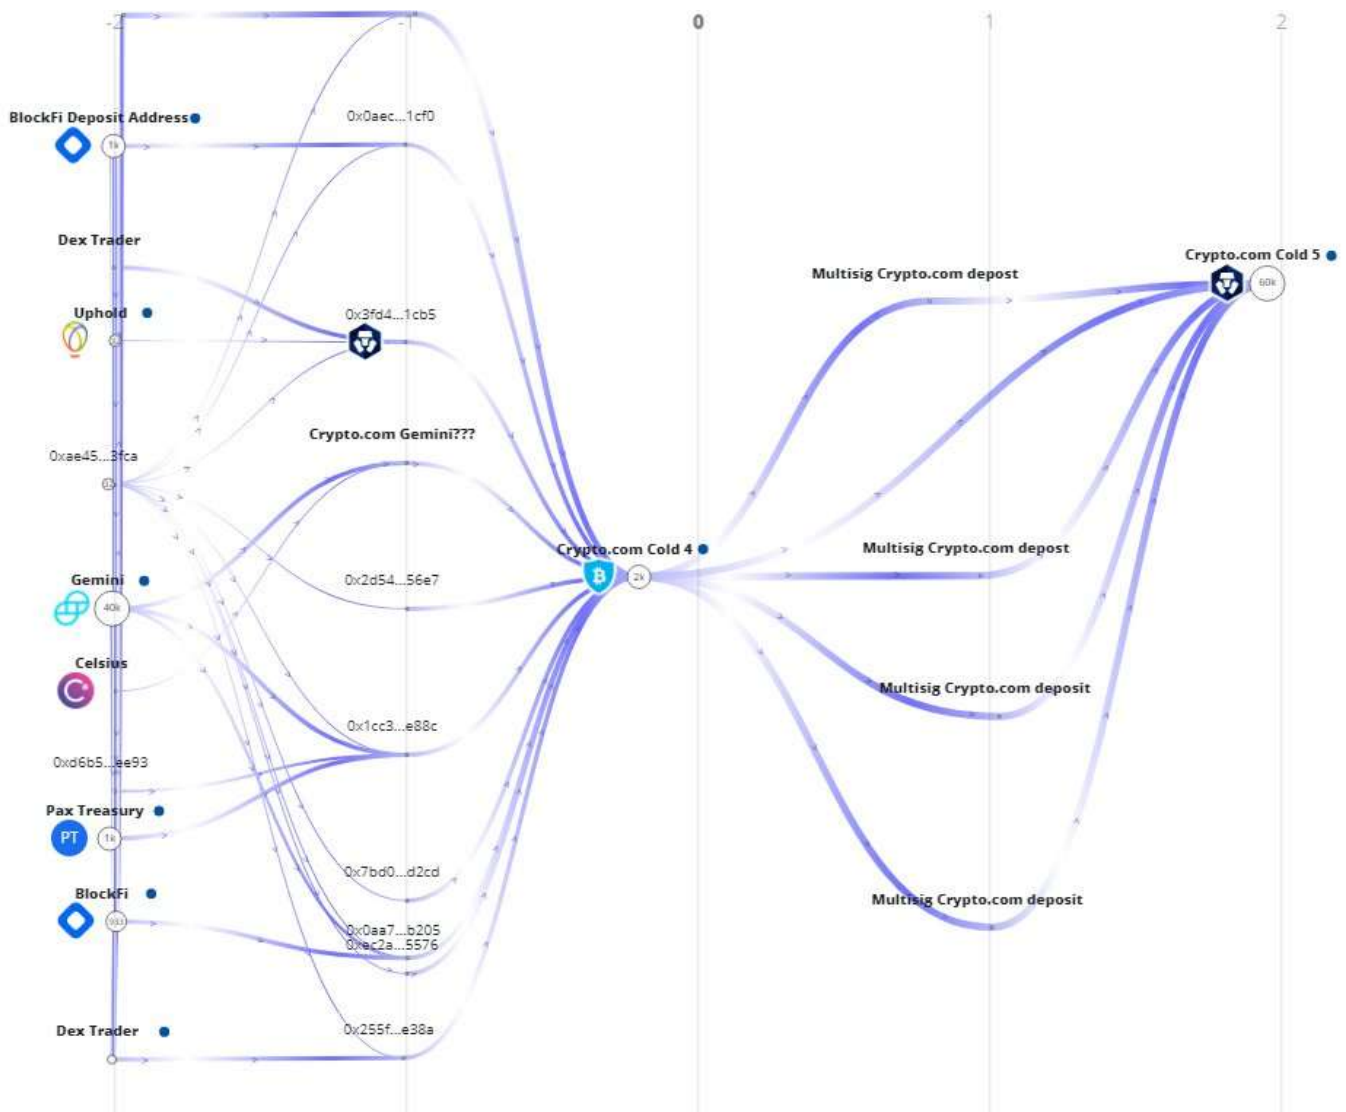 -2
-1
0
1
2
BlockFi Deposit Address
1k
0x0aec...1cf0
Dex Trader
Uphold
0x3fd4...1cb5
Crypto.com Cold 5
60k
Multisig Crypto.com depost
Crypto.com Gemini???
0xae45...3fca
Crypto.com Cold 4
2k
Multisig Crypto.com depost
Gemini
40k
0x2d54...56e7
Celsius
Multisig Crypto.com deposit
0x1cc3...e88c
0xd6b5...ee93
Pax Treasury
PT
1k
0x7bd0...d2cd
BlockFi
Multisig Crypto.com deposit
0x0aa7...b205
0xec2a...5576
Dex Trader
0x255f...e38a